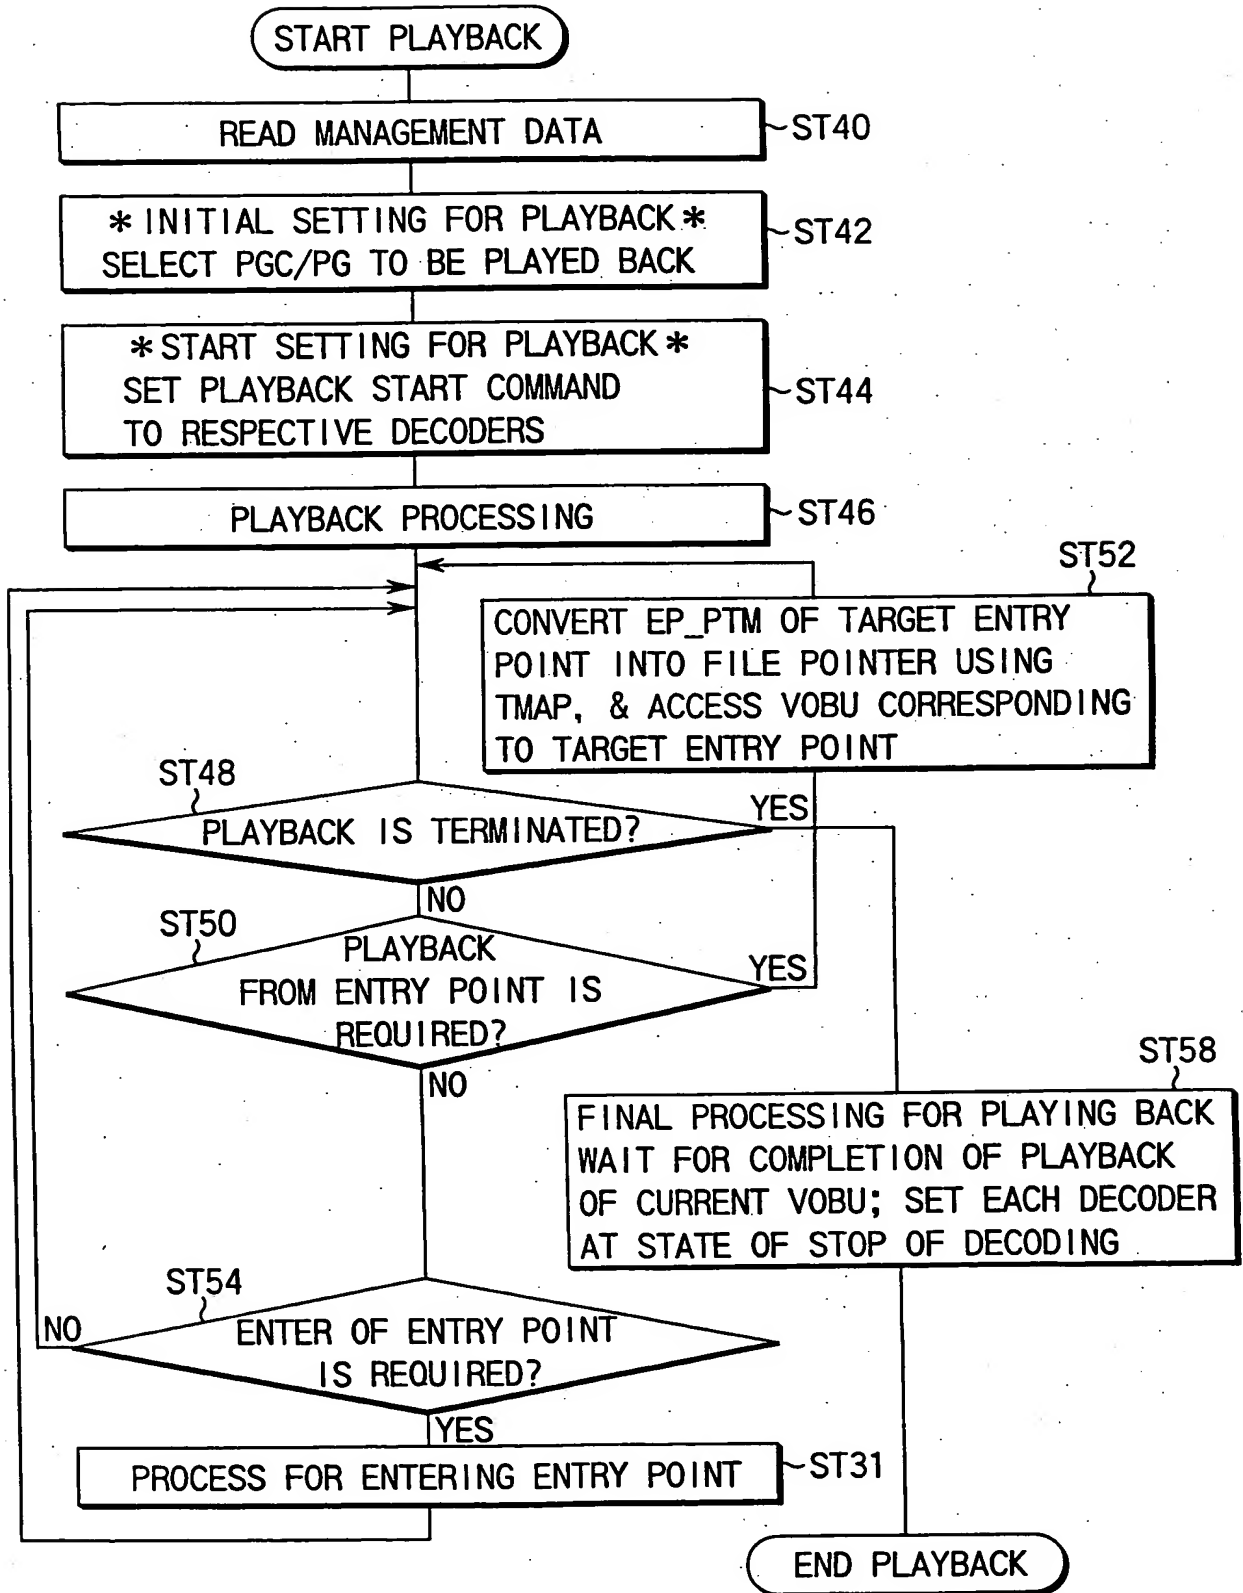 START PLAYBACK
READ MANAGEMENT DATA
ST40
* INITIAL SETTING FOR PLAYBACK *
SELECT PGC/PG TO BE PLAYED BACK
ST42
* START SETTING FOR PLAYBACK *
SET PLAYBACK START COMMAND
TO RESPECTIVE DECODERS
ST44
PLAYBACK PROCESSING
ST46
ST52
CONVERT EP_PTM OF TARGET ENTRY
POINT INTO FILE POINTER USING
TMAP, & ACCESS VOBU CORRESPONDING
TO TARGET ENTRY POINT
ST48
PLAYBACK IS TERMINATED?
YES
NO
ST50
PLAYBACK
FROM ENTRY POINT IS
REQUIRED?
YES
NO
ST58
FINAL PROCESSING FOR PLAYING BACK
WAIT FOR COMPLETION OF PLAYBACK
OF CURRENT VOBU; SET EACH DECODER
AT STATE OF STOP OF DECODING
ST54
NO
ENTER OF ENTRY POINT
IS REQUIRED?
YES
PROCESS FOR ENTERING ENTRY POINT
ST31
END PLAYBACK